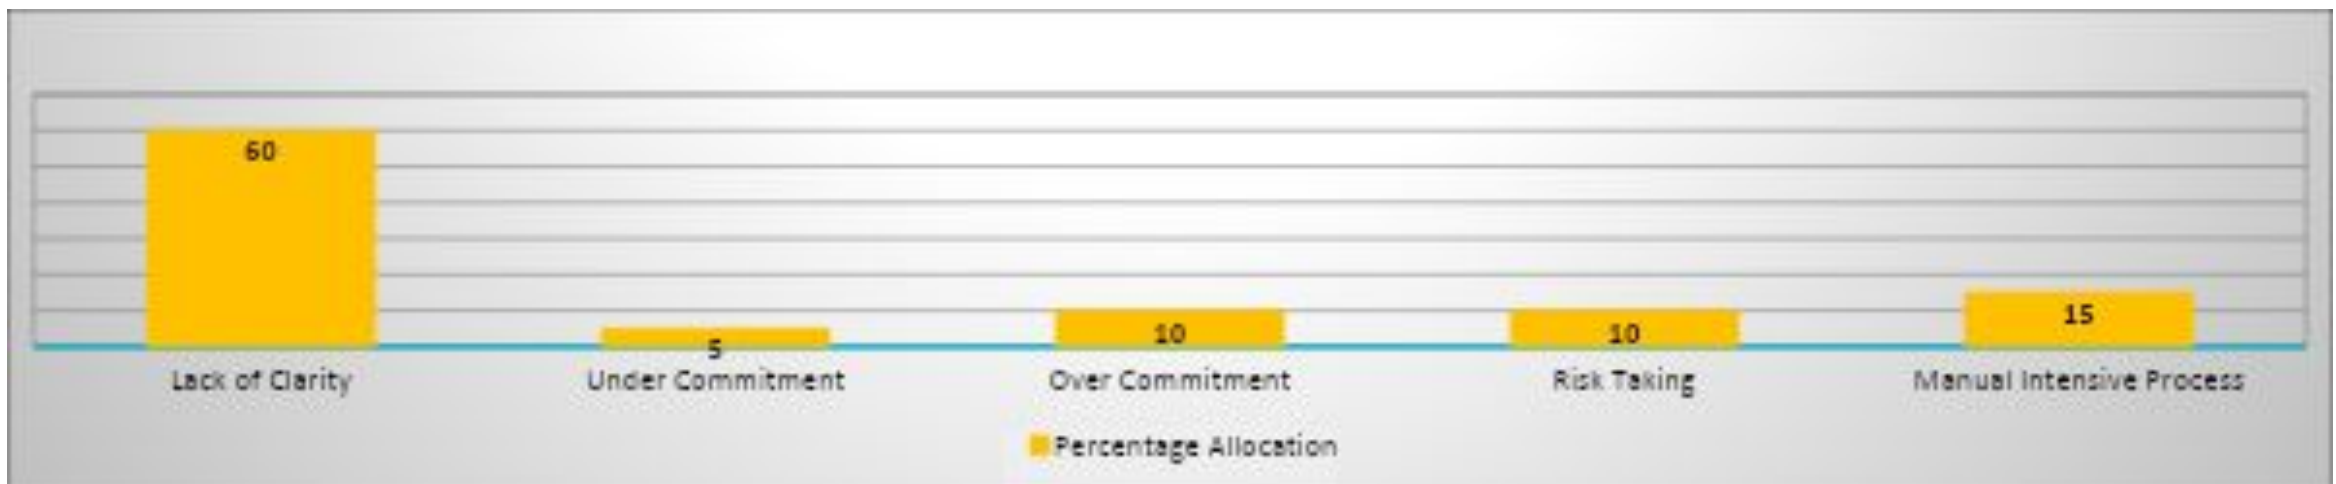 60
5
10
10
15
Lack of Clarity
Under Commitment
Over Commitment
Risk Taking
Manual Intensive Process
Percentage Allocation